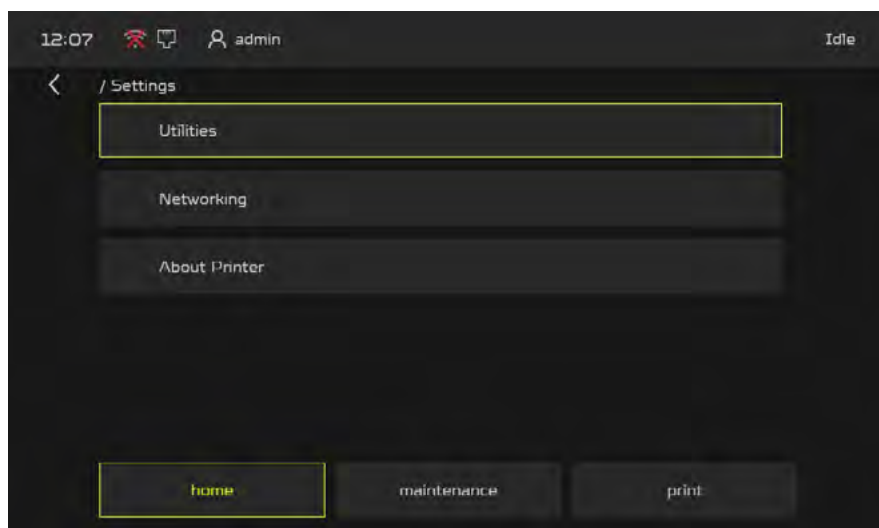 12:07 admin Idle
/ Settings
Utilities
Networking
About Printer
home maintenance print